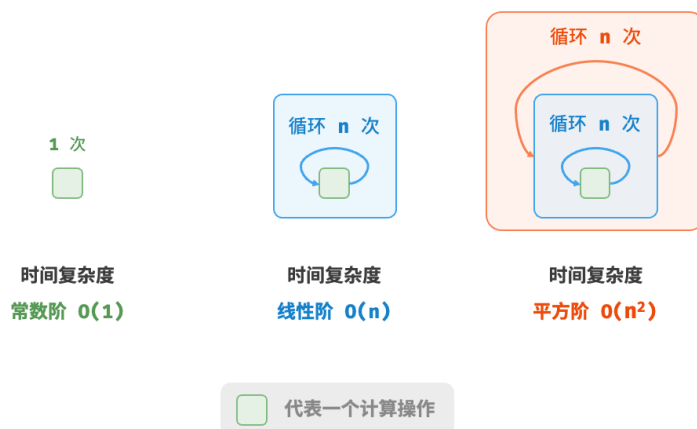 循环 n 次
循环 n 次
循环 n 次
1 次
时间复杂度
时间复杂度
时间复杂度
常数阶 O(1)
线性阶 O(n)
平方阶 O(n²)
代表一个计算操作